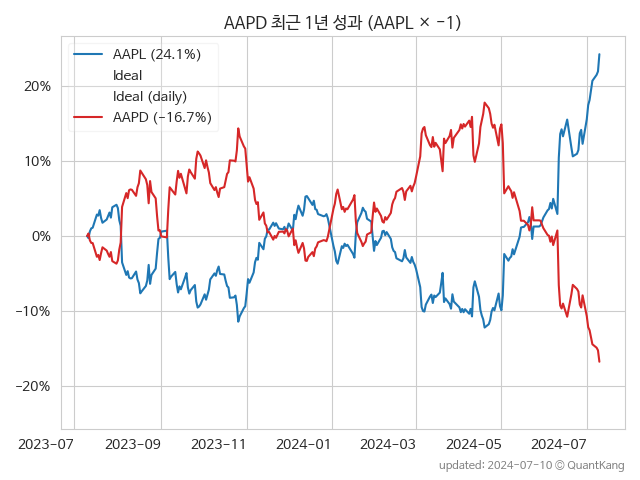 AAPD 최근 1년 성과 (AAPL × −1)
AAPL (24.1%)
Ideal
Ideal (daily)
AAPD (−16.7%)
20%
10%
0%
−10%
−20%
2023-07 2023-09 2023-11 2024-01 2024-03 2024-05 2024-07
updated: 2024-07-10 © QuantKang